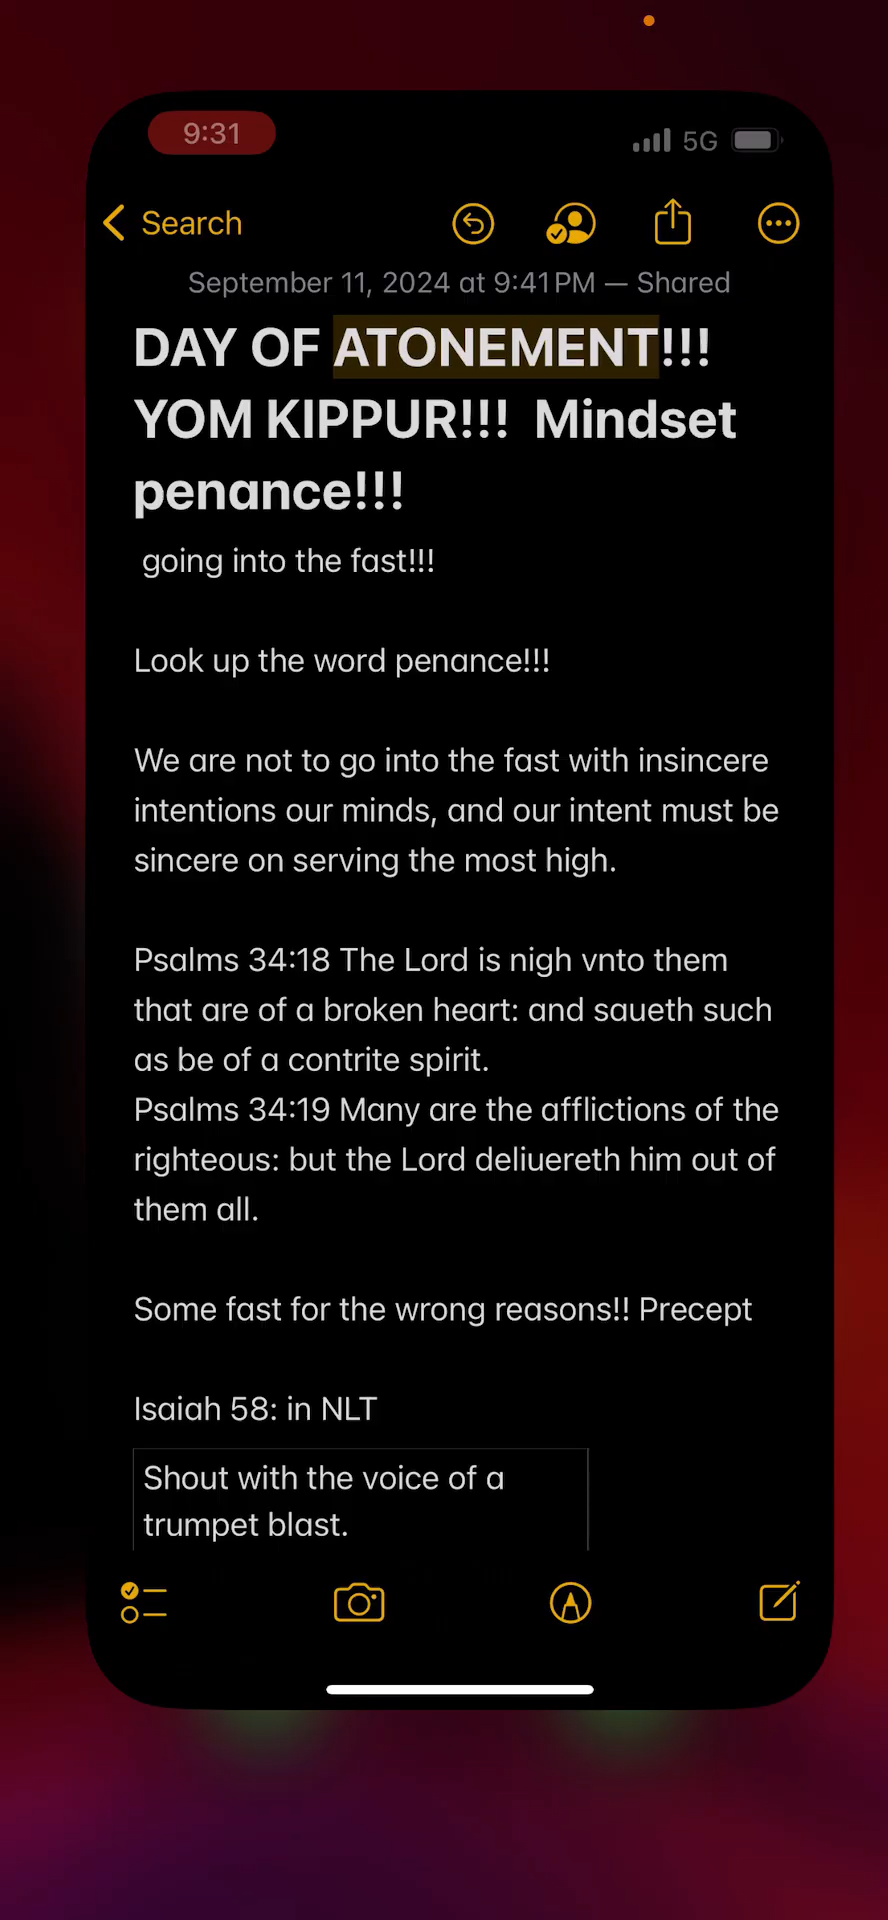 9:31
5G
Search
September 11, 2024 at 9:41 PM — Shared
DAY OF ATONEMENT!!!
YOM KIPPUR!!!  Mindset
penance!!!
going into the fast!!!
Look up the word penance!!!
We are not to go into the fast with insincere
intentions our minds, and our intent must be
sincere on serving the most high.
Psalms 34:18 The Lord is nigh vnto them
that are of a broken heart: and saueth such
as be of a contrite spirit.
Psalms 34:19 Many are the afflictions of the
righteous: but the Lord deliuereth him out of
them all.
Some fast for the wrong reasons!! Precept
Isaiah 58: in NLT
Shout with the voice of a
trumpet blast.